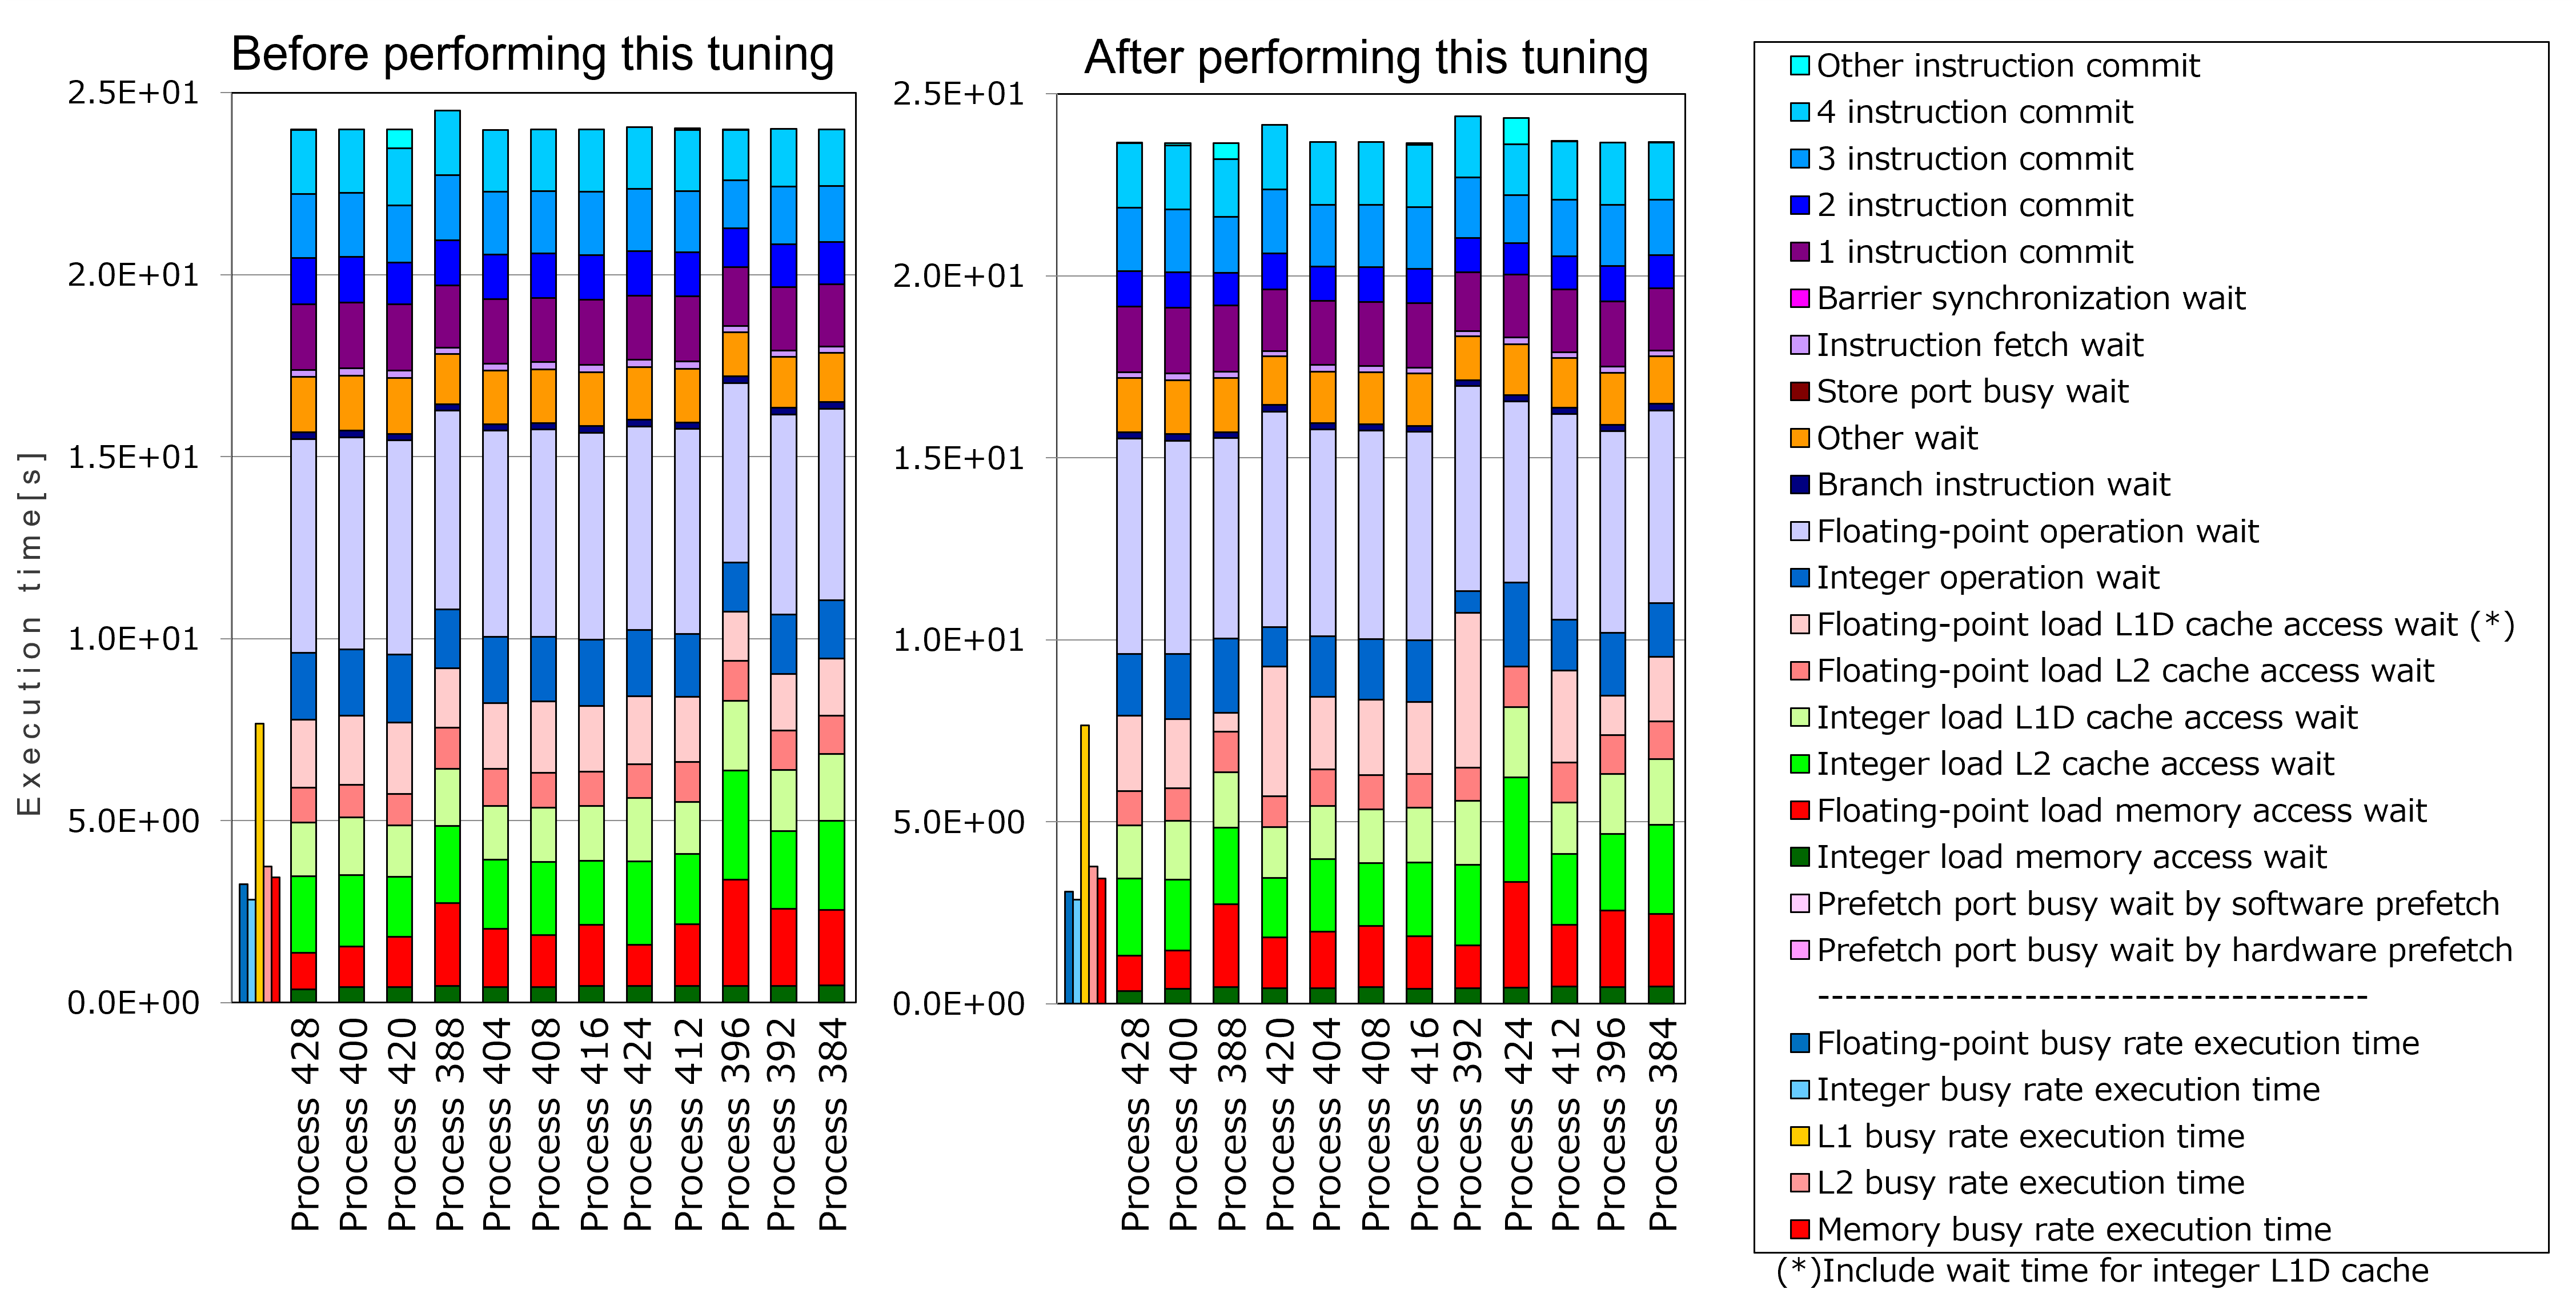 Before performing this tuning
After performing this tuning
Execution time[s]
2.5E+01
2.0E+01
1.5E+01
1.0E+01
5.0E+00
0.0E+00
Process 428
Process 400
Process 420
Process 388
Process 404
Process 408
Process 416
Process 424
Process 412
Process 396
Process 392
Process 384
2.5E+01
2.0E+01
1.5E+01
1.0E+01
5.0E+00
0.0E+00
Process 428
Process 400
Process 388
Process 420
Process 404
Process 408
Process 416
Process 392
Process 424
Process 412
Process 396
Process 384
Other instruction commit
4 instruction commit
3 instruction commit
2 instruction commit
1 instruction commit
Barrier synchronization wait
Instruction fetch wait
Store port busy wait
Other wait
Branch instruction wait
Floating-point operation wait
Integer operation wait
Floating-point load L1D cache access wait (*)
Floating-point load L2 cache access wait
Integer load L1D cache access wait
Integer load L2 cache access wait
Floating-point load memory access wait
Integer load memory access wait
Prefetch port busy wait by software prefetch
Prefetch port busy wait by hardware prefetch
----------------------------------------
Floating-point busy rate execution time
Integer busy rate execution time
L1 busy rate execution time
L2 busy rate execution time
Memory busy rate execution time
(*)Include wait time for integer L1D cache